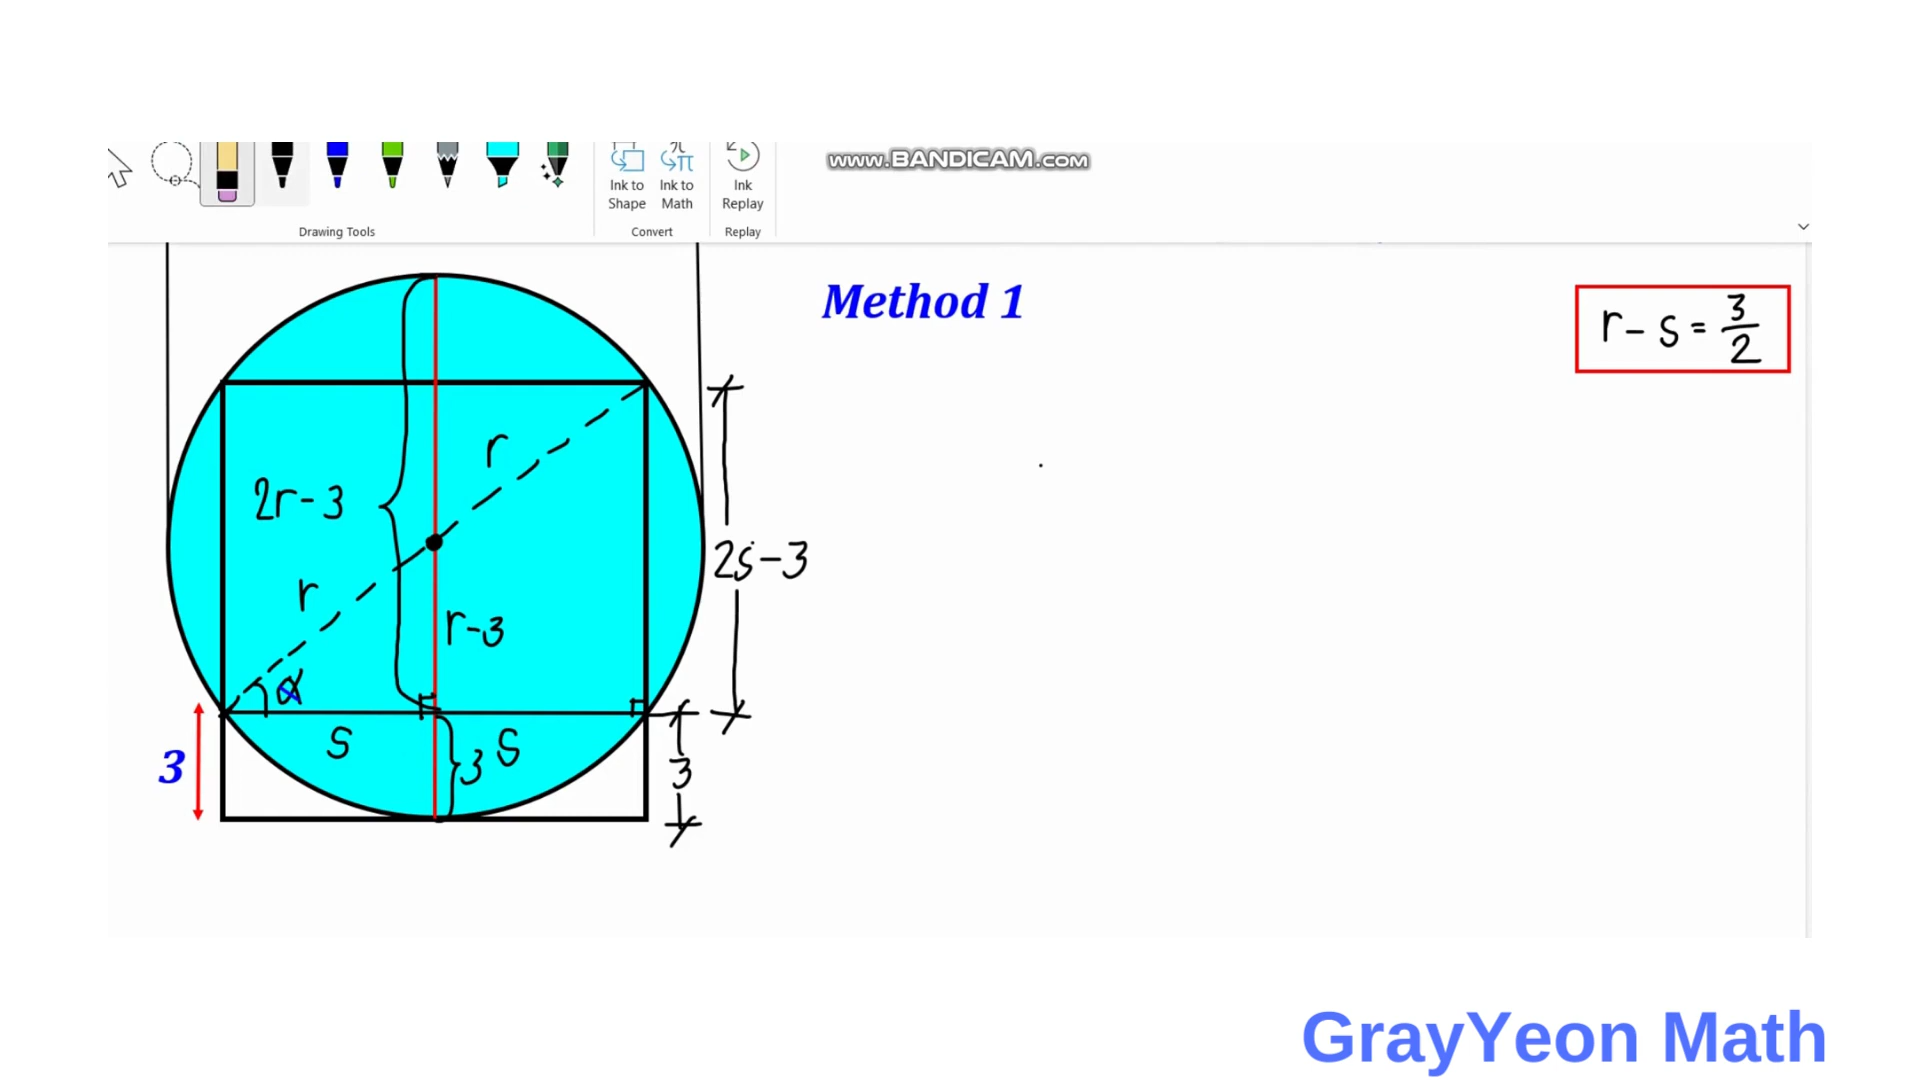 www.BANDICAM.com
Ink to Shape
Ink to Math
Ink Replay
Drawing Tools
Convert
Replay
Method 1
r - s = 3/2
r
2r-3
2s-3
r
r-3
α
s
3
s
3
3
GrayYeon Math